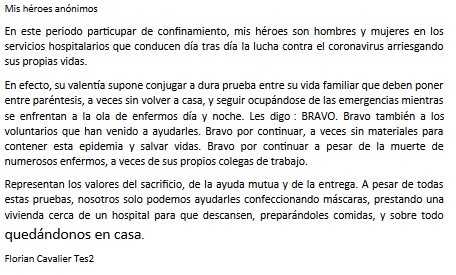 Mis héroes anónimos
En este periodo particupar de confinamiento, mis héroes son hombres y mujeres en los
servicios hospitalarios que conducen día tras día la lucha contra el coronavirus arriesgando
sus propias vidas.
En efecto, su valentía supone conjugar a dura prueba entre su vida familiar que deben poner
entre paréntesis, a veces sin volver a casa, y seguir ocupándose de las emergencias mientras
se enfrentan a la ola de enfermos día y noche. Les digo : BRAVO. Bravo también a los
voluntarios que han venido a ayudarles. Bravo por continuar, a veces sin materiales para
contener esta epidemia y salvar vidas. Bravo por continuar a pesar de la muerte de
numerosos enfermos, a veces de sus propios colegas de trabajo.
Representan los valores del sacrificio, de la ayuda mutua y de la entrega. A pesar de todas
estas pruebas, nosotros solo podemos ayudarles confeccionando máscaras, prestando una
vivienda cerca de un hospital para que descansen, preparándoles comidas, y sobre todo
quedándonos en casa.
Florian Cavalier Tes2